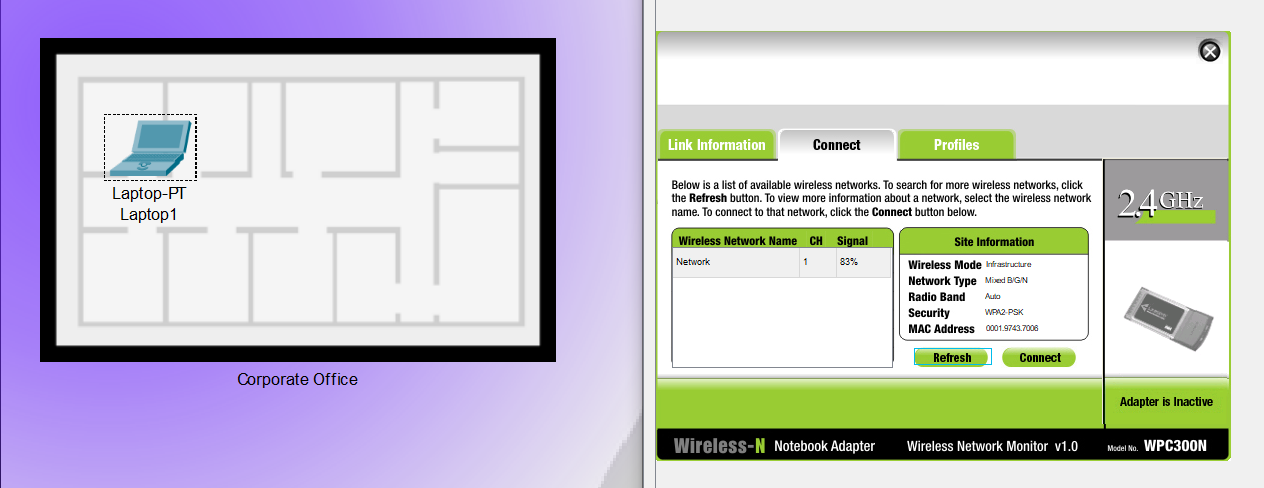 Laptop-PT
Laptop1
Corporate Office
Link Information
Connect
Profiles
Below is a list of available wireless networks. To search for more wireless networks, click
the Refresh button. To view more information about a network, select the wireless network
name. To connect to that network, click the Connect button below.
Wireless Network Name CH Signal
Network 1 83%
Site Information
Wireless Mode Infrastructure
Network Type Mixed B/G/N
Radio Band Auto
Security WPA2-PSK
MAC Address 0001.9743.7006
Refresh
Connect
2.4GHz
Adapter is Inactive
Wireless-N Notebook Adapter Wireless Network Monitor v1.0 Model No. WPC300N